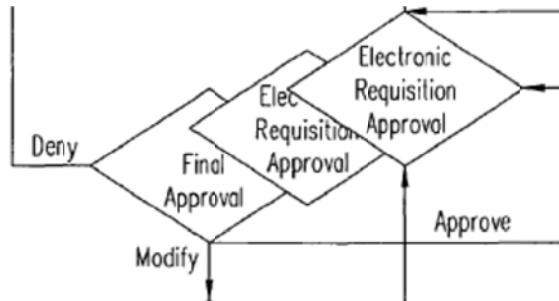 Electronic
Requisition
Approval
Elec
Requisition
Approval
Deny
Final
Approval
Approve
Modify